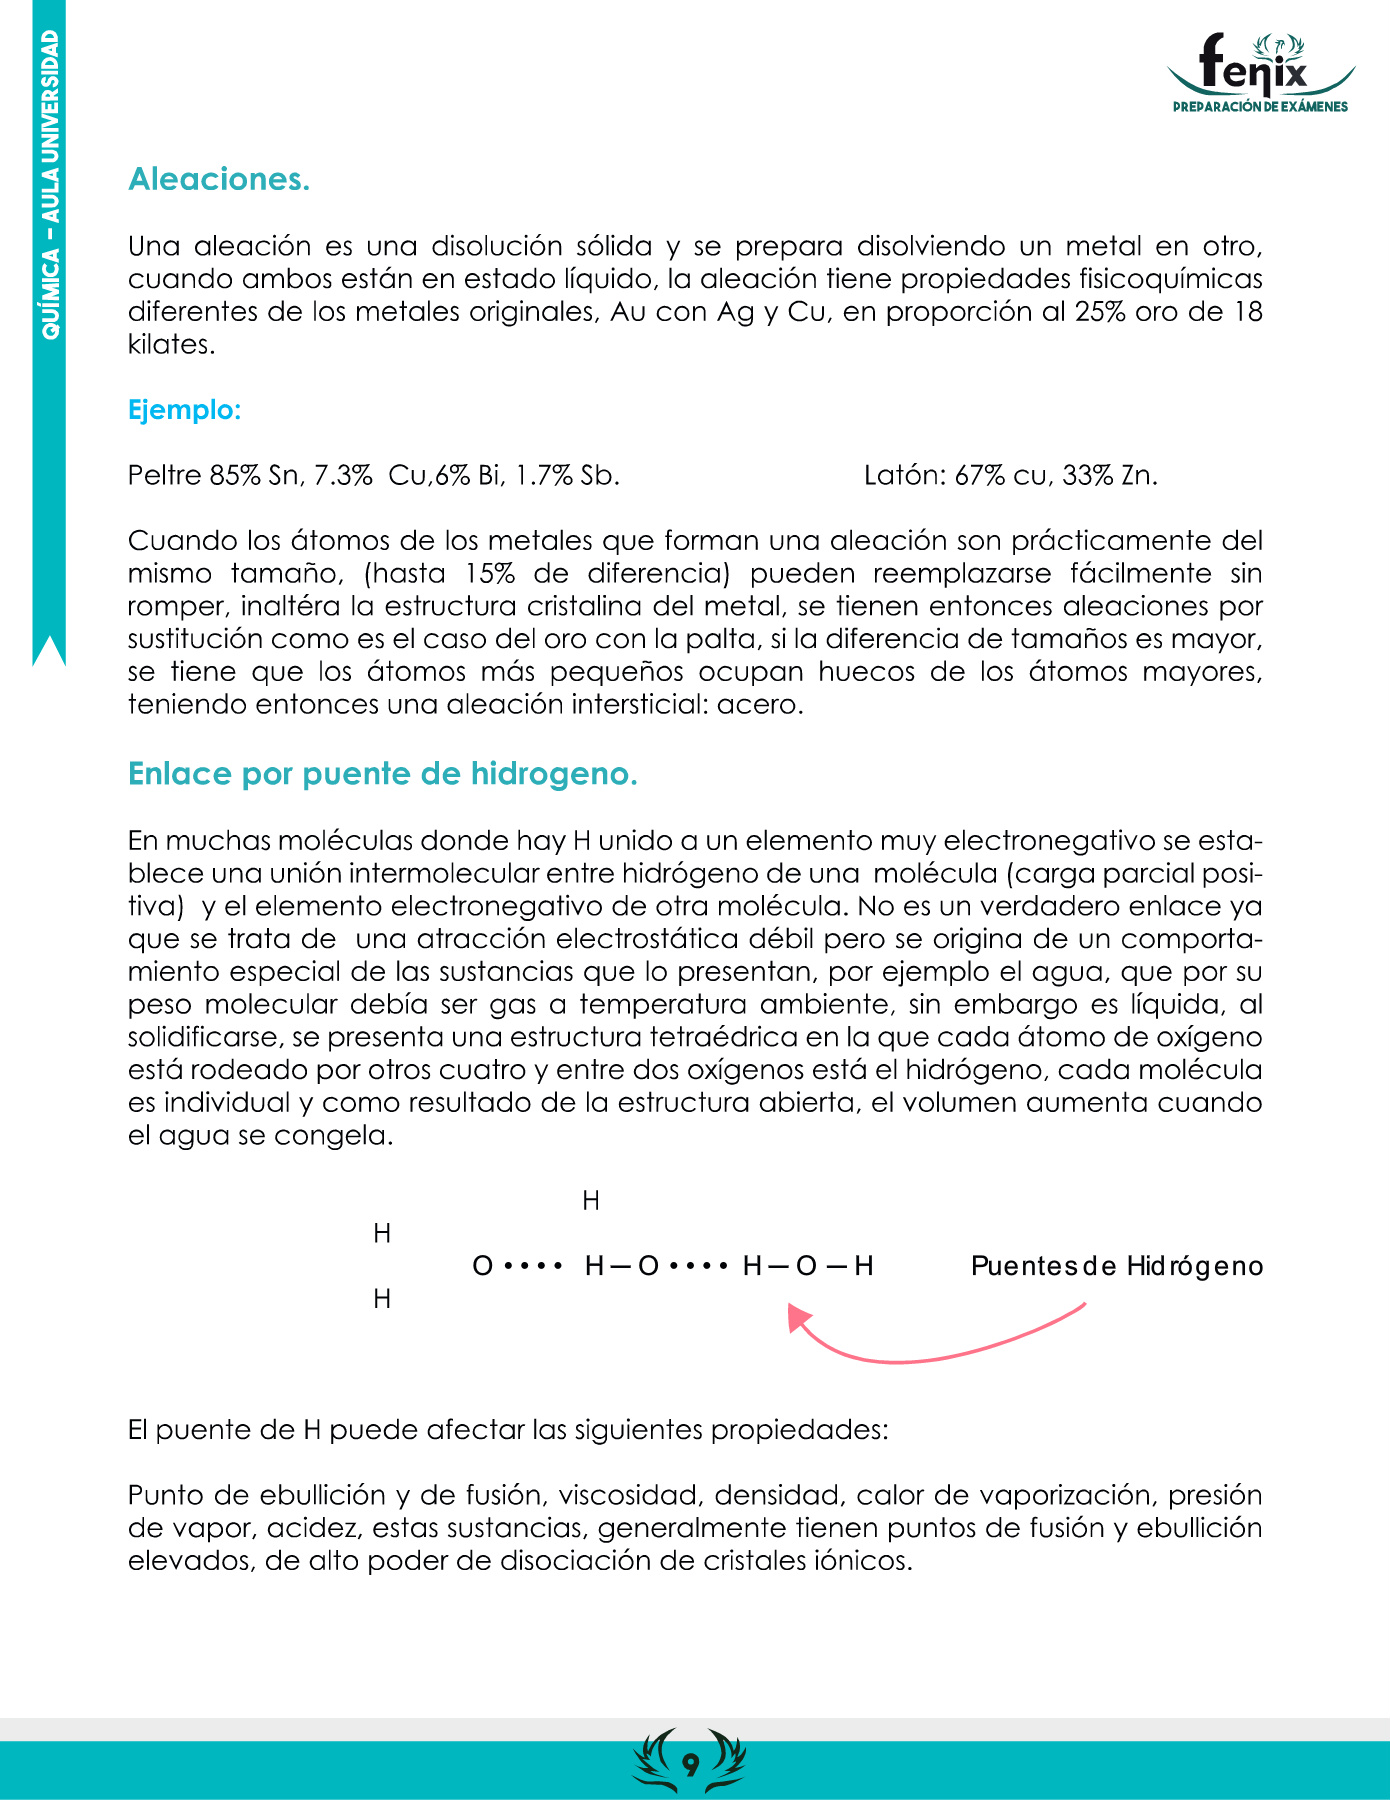 QUÍMICA – AULA UNIVERSIDAD
fenix
PREPARACIÓN DE EXÁMENES
Aleaciones.
Una aleación es una disolución sólida y se prepara disolviendo un metal en otro,
cuando ambos están en estado líquido, la aleación tiene propiedades fisicoquímicas
diferentes de los metales originales, Au con Ag y Cu, en proporción al 25% oro de 18
kilates.
Ejemplo:
Peltre 85% Sn, 7.3%  Cu,6% Bi, 1.7% Sb. Latón: 67% cu, 33% Zn.
Cuando los átomos de los metales que forman una aleación son prácticamente del
mismo tamaño, (hasta 15% de diferencia) pueden reemplazarse fácilmente sin
romper, inaltéra la estructura cristalina del metal, se tienen entonces aleaciones por
sustitución como es el caso del oro con la palta, si la diferencia de tamaños es mayor,
se tiene que los átomos más pequeños ocupan huecos de los átomos mayores,
teniendo entonces una aleación intersticial: acero.
Enlace por puente de hidrogeno.
En muchas moléculas donde hay H unido a un elemento muy electronegativo se esta-
blece una unión intermolecular entre hidrógeno de una  molécula (carga parcial posi-
tiva)  y el elemento electronegativo de otra molécula. No es un verdadero enlace ya
que se trata de  una atracción electrostática débil pero se origina de un comporta-
miento especial de las sustancias que lo presentan, por ejemplo el agua, que por su
peso molecular debía ser gas a temperatura ambiente, sin embargo es líquida, al
solidificarse, se presenta una estructura tetraédrica en la que cada átomo de oxígeno
está rodeado por otros cuatro y entre dos oxígenos está el hidrógeno, cada molécula
es individual y como resultado de la estructura abierta, el volumen aumenta cuando
el agua se congela.
H
H
O •••• H — O •••• H — O — H Puentes de Hidrógeno
H
El puente de H puede afectar las siguientes propiedades:
Punto de ebullición y de fusión, viscosidad, densidad, calor de vaporización, presión
de vapor, acidez, estas sustancias, generalmente tienen puntos de fusión y ebullición
elevados, de alto poder de disociación de cristales iónicos.
9